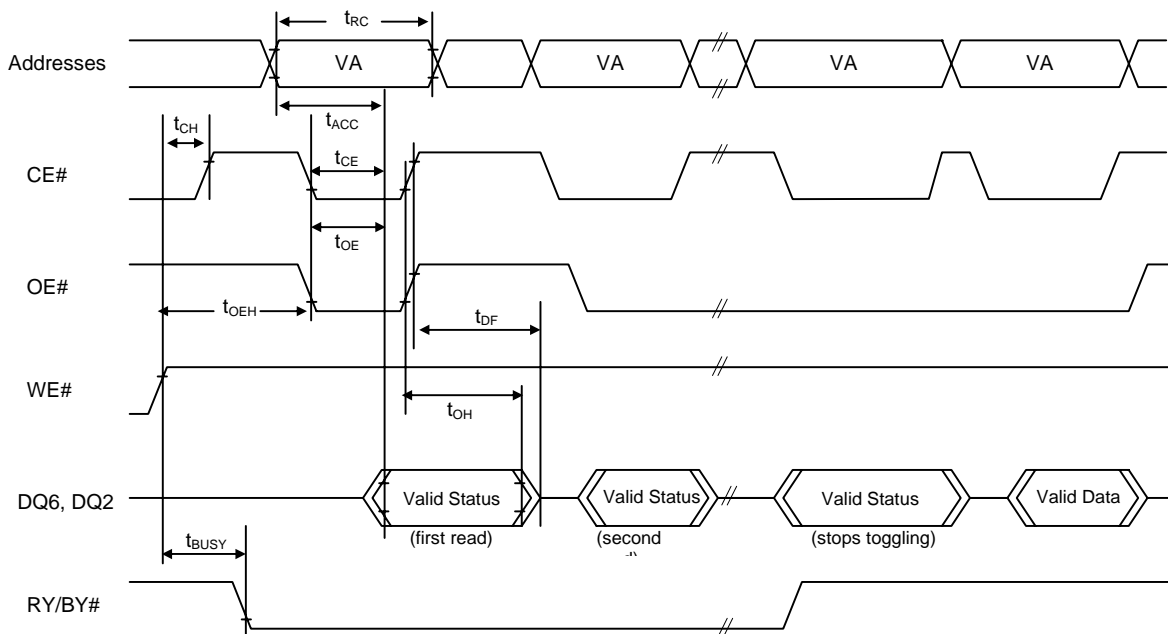 tRC
Addresses VA VA VA VA
tACC
tCH
tCE
CE#
tOE
OE#
tOEH
tDF
WE#
tOH
DQ6, DQ2 Valid Status Valid Status Valid Status Valid Data
(first read) (second (stops toggling)
tBUSY
RY/BY#